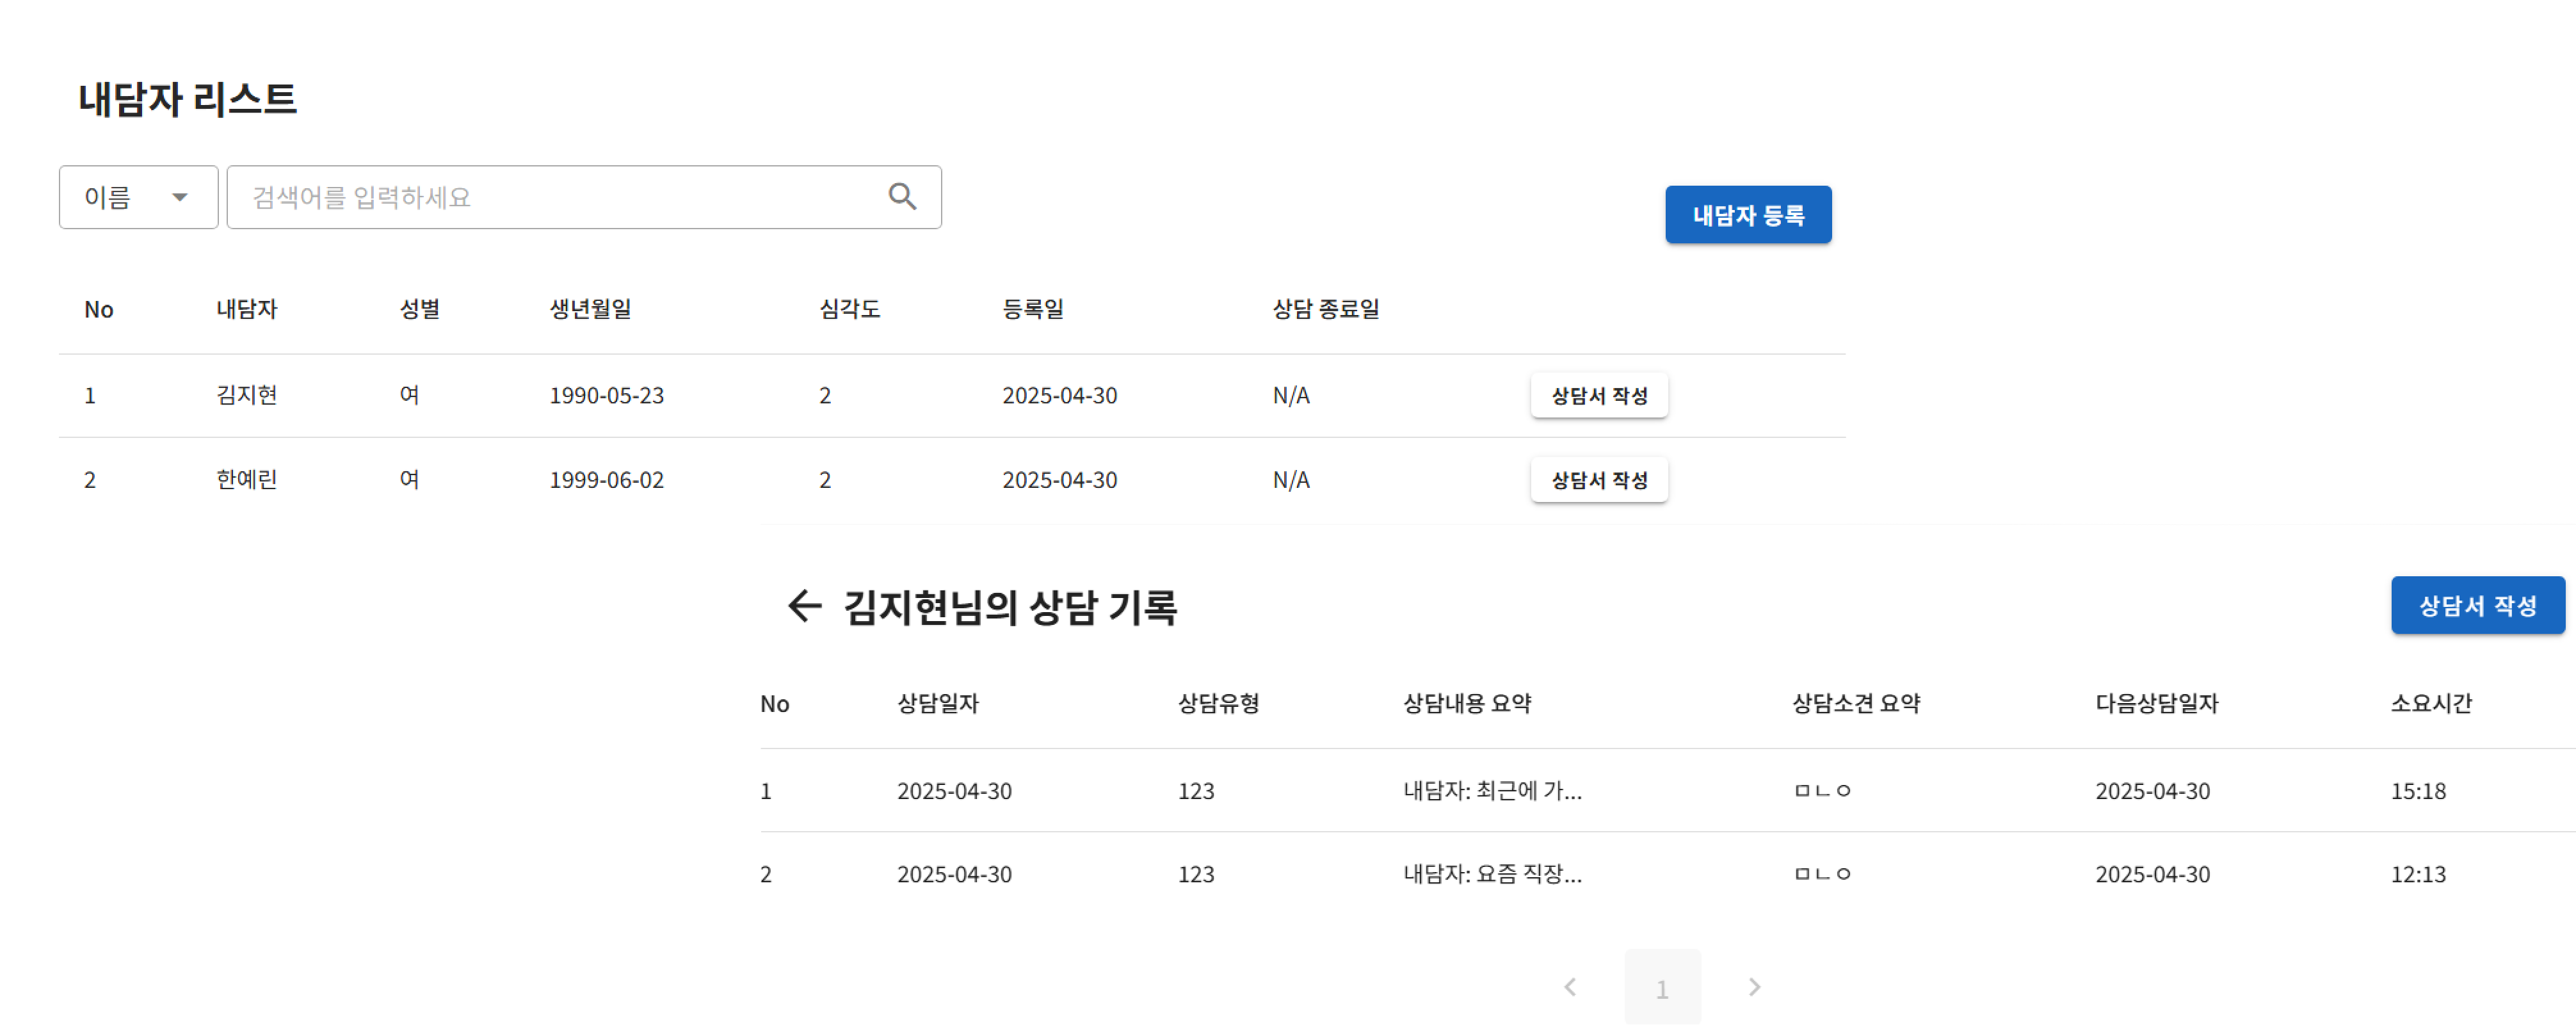 내담자 리스트
이름 검색어를 입력하세요
내담자 등록
No 내담자 성별 생년월일 심각도 등록일 상담 종료일
1 김지현 여 1990-05-23 2 2025-04-30 N/A 상담서 작성
2 한예린 여 1999-06-02 2 2025-04-30 N/A 상담서 작성
김지현님의 상담 기록 상담서 작성
No 상담일자 상담유형 상담내용 요약 상담소견 요약 다음상담일자 소요시간
1 2025-04-30 123 내담자: 최근에 가... ㅁㄴㅇ 2025-04-30 15:18
2 2025-04-30 123 내담자: 요즘 직장... ㅁㄴㅇ 2025-04-30 12:13
1